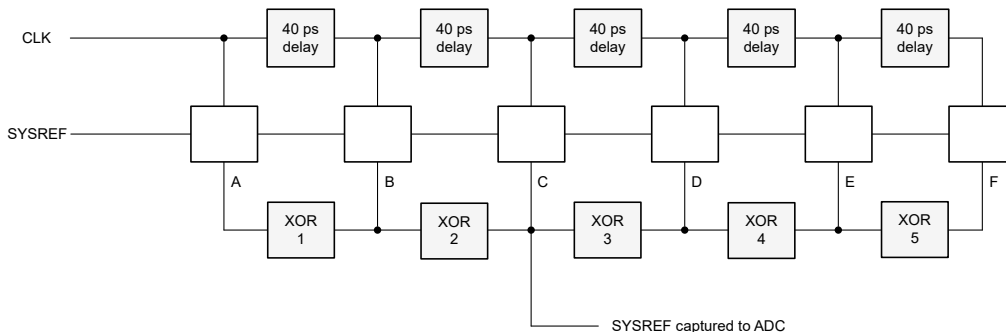 CLK
40 ps
delay
40 ps
delay
40 ps
delay
40 ps
delay
40 ps
delay
SYSREF
A
B
C
D
E
F
XOR
1
XOR
2
XOR
3
XOR
4
XOR
5
SYSREF captured to ADC